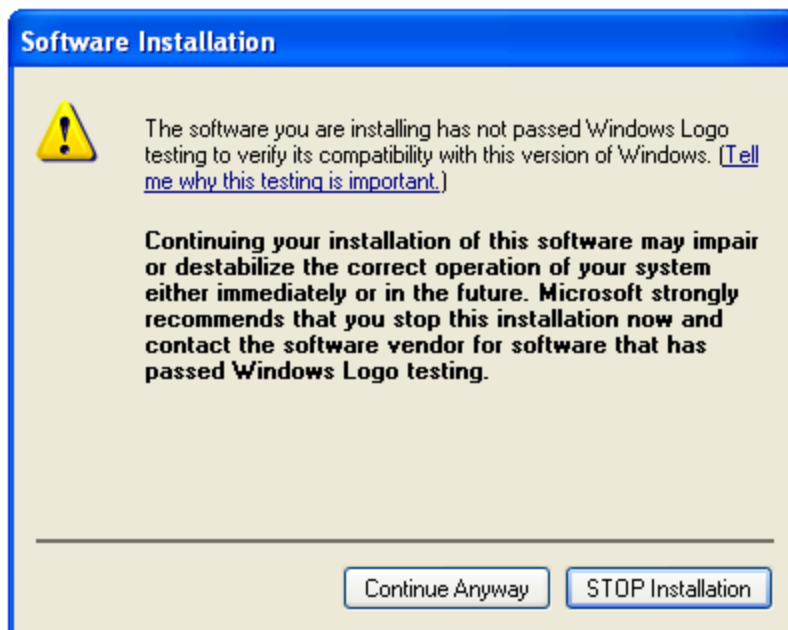 Software Installation
The software you are installing has not passed Windows Logo
testing to verify its compatibility with this version of Windows. (Tell
me why this testing is important.)
Continuing your installation of this software may impair
or destabilize the correct operation of your system
either immediately or in the future. Microsoft strongly
recommends that you stop this installation now and
contact the software vendor for software that has
passed Windows Logo testing.
Continue Anyway
STOP Installation